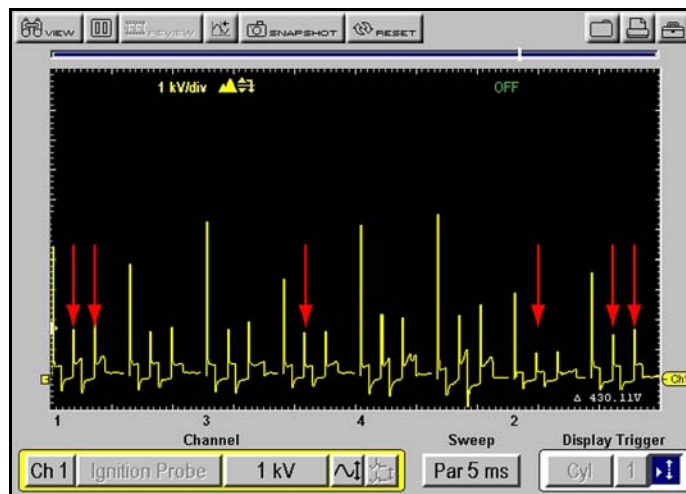 VIEW REVIEW SNAPSHOT RESET
1 kV/div OFF
Δ 430.11V
Ch1
1 3 4 2
Channel Sweep Display Trigger
Ch 1 Ignition Probe 1 kV Par 5 ms Cyl 1